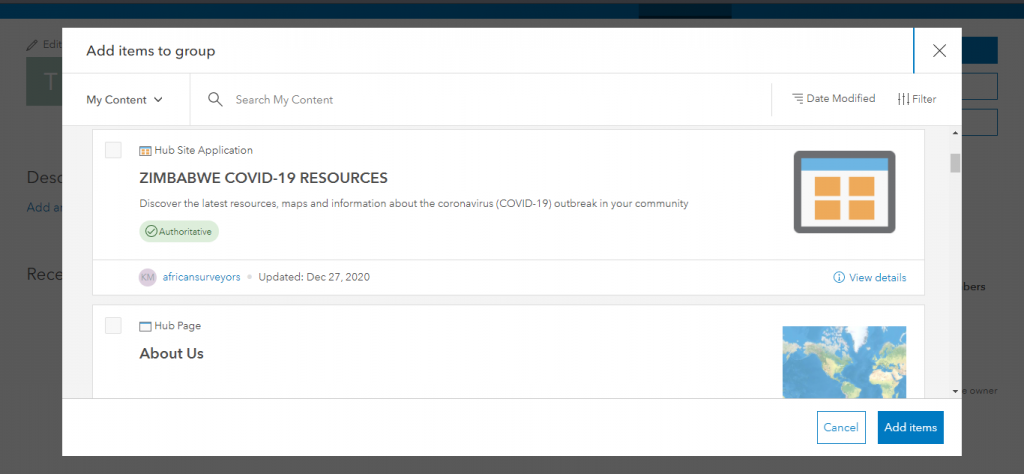 Edit
T
Desc
Add a
Rece
Add items to group
My Content
Search My Content
Date Modified
Filter
Hub Site Application
ZIMBABWE COVID-19 RESOURCES
Discover the latest resources, maps and information about the coronavirus (COVID-19) outbreak in your community
Authoritative
KM africansurveyors • Updated: Dec 27, 2020
View details
Hub Page
About Us
bers
owner
Cancel
Add items